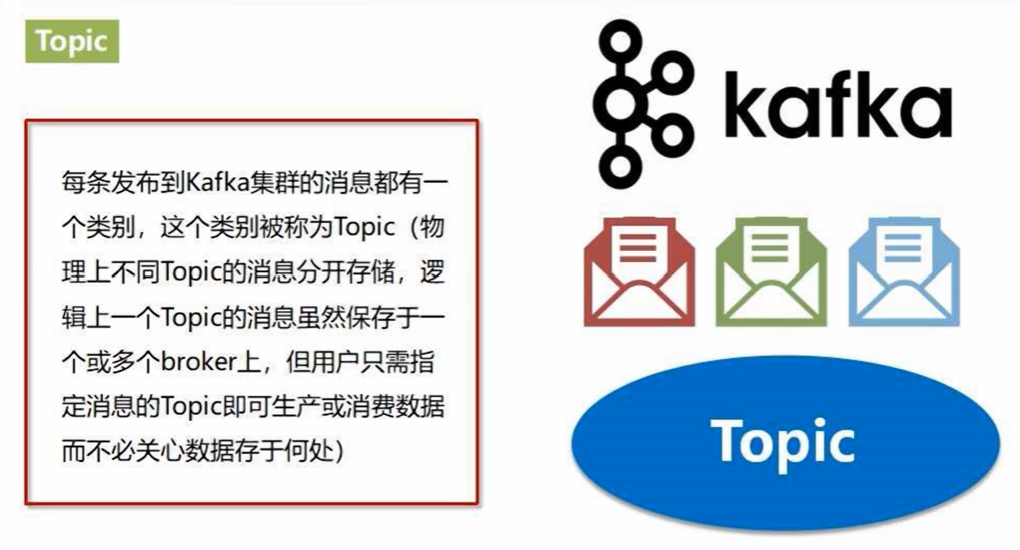 Topic
kafka
每条发布到Kafka集群的消息都有一
个类别，这个类别被称为Topic（物
理上不同Topic的消息分开存储，逻
辑上一个Topic的消息虽然保存于一
个或多个broker上，但用户只需指
定消息的Topic即可生产或消费数据
而不必关心数据存于何处）
Topic